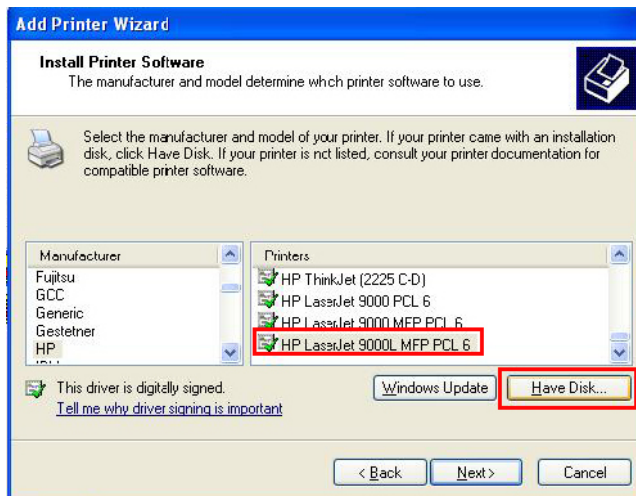 Add Printer Wizard
Install Printer Software
The manufacturer and model determine which printer software to use.
Select the manufacturer and model of your printer. If your printer came with an installation
disk, click Have Disk. If your printer is not listed, consult your printer documentation for
compatible printer software.
Manufacturer
Fujitsu
GCC
Generic
Gestetner
HP
Printers
HP ThinkJet (2225 C-D)
HP LaserJet 9000 PCL 6
HP LaserJet 9000 MFP PCL 6
HP LaserJet 9000L MFP PCL 6
This driver is digitally signed.
Tell me why driver signing is important
Windows Update
Have Disk...
< Back
Next>
Cancel